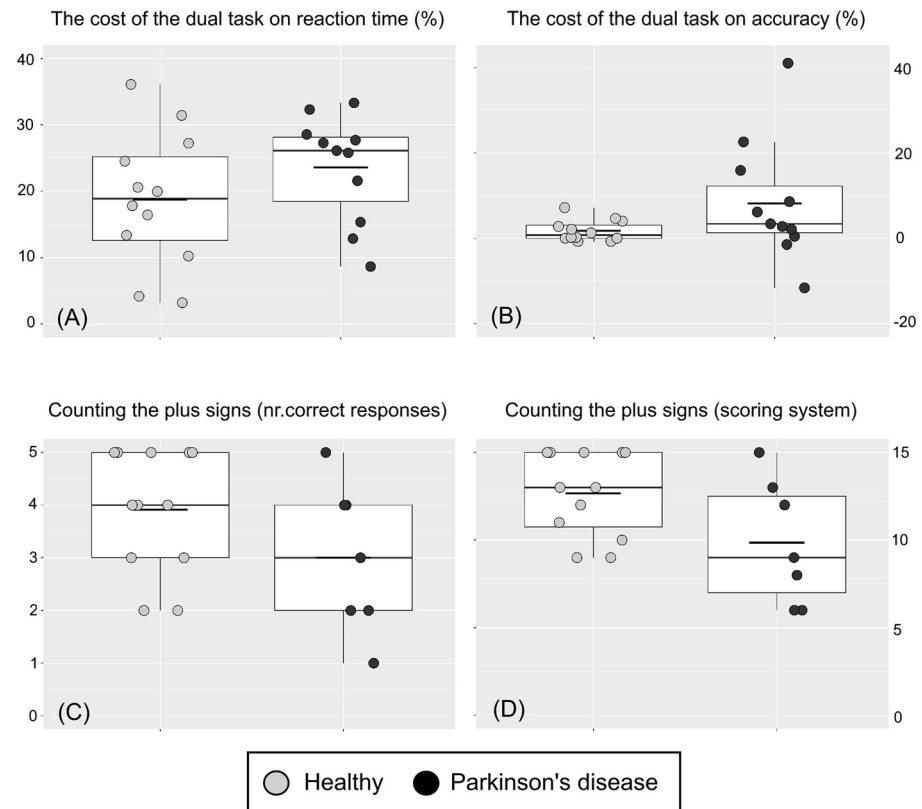 The cost of the dual task on reaction time (%)
The cost of the dual task on accuracy (%)
40
30
20
10
0
(A)
40
20
0
-20
(B)
Counting the plus signs (nr.correct responses)
Counting the plus signs (scoring system)
5
4
3
2
1
0
(C)
15
10
5
0
(D)
Healthy Parkinson's disease